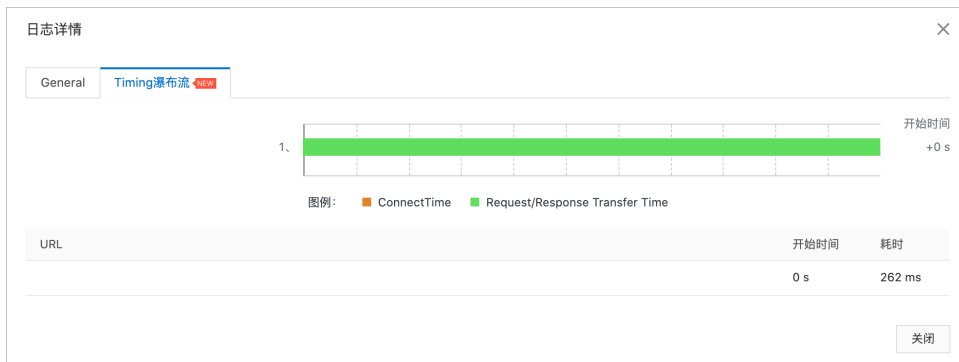 日志详情
General Timing瀑布流 NEW
开始时间
1、 +0 s
图例: ConnectTime Request/Response Transfer Time
URL 开始时间 耗时
0 s 262 ms
关闭